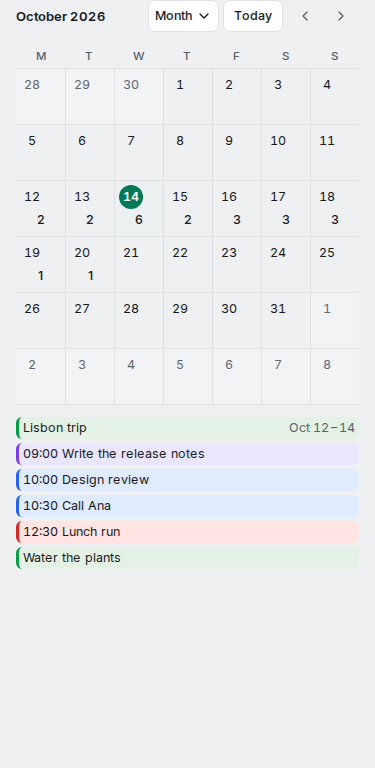 October 2026 Month Today
M T W T F S S
28 29 30 1 2 3 4
5 6 7 8 9 10 11
12 13 14 15 16 17 18
2 2 6 2 3 3 3
19 20 21 22 23 24 25
1 1
26 27 28 29 30 31 1
2 3 4 5 6 7 8
Lisbon trip Oct 12–14
09:00 Write the release notes
10:00 Design review
10:30 Call Ana
12:30 Lunch run
Water the plants